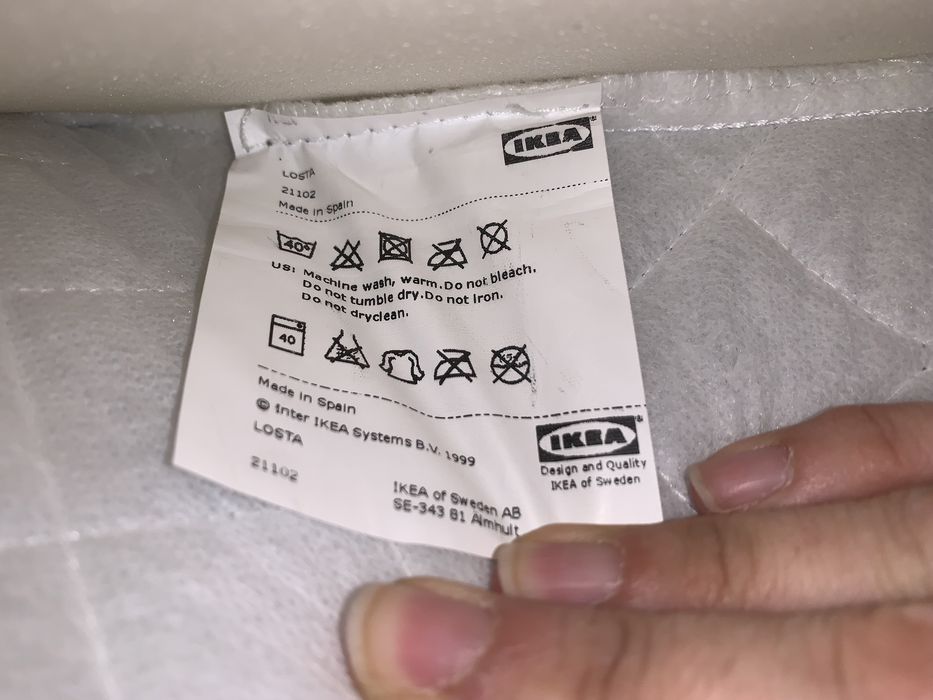 IKEA®
LOSTA
21102
Made in Spain
40°
US: Machine wash, warm. Do not bleach.
Do not tumble dry. Do not iron.
Do not dryclean.
40
Made in Spain
© Inter IKEA Systems B.V. 1999
LOSTA
21102
IKEA®
Design and Quality
IKEA of Sweden
IKEA of Sweden AB
SE-343 81 Älmhult